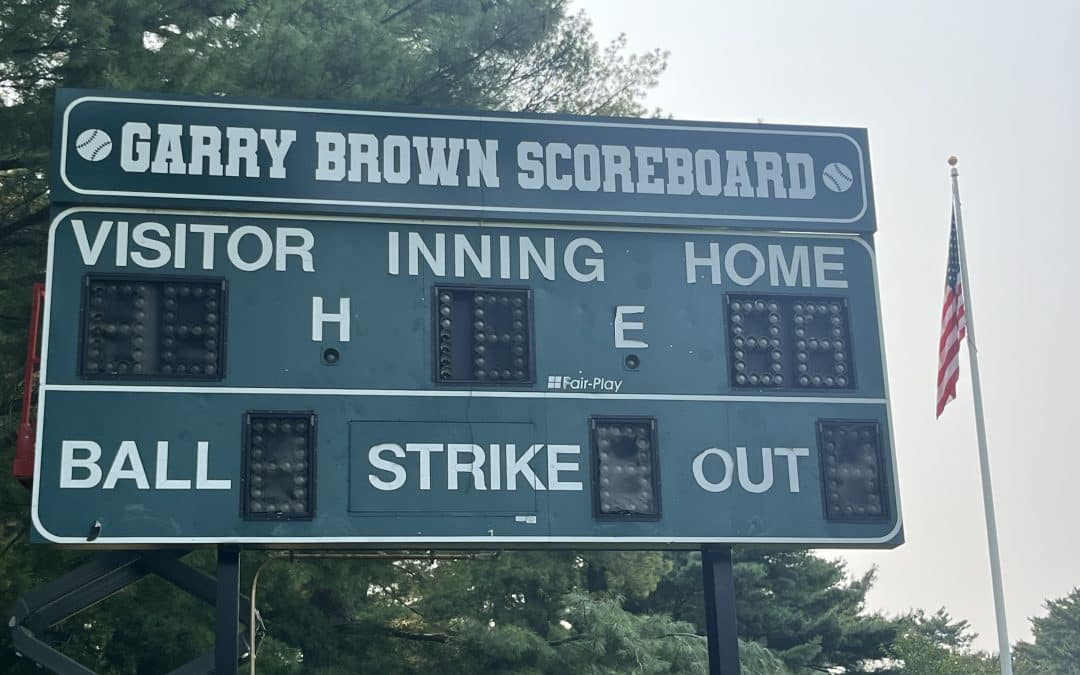 GARRY BROWN SCOREBOARD
VISITOR INNING HOME
H E
Fair-Play
BALL STRIKE OUT